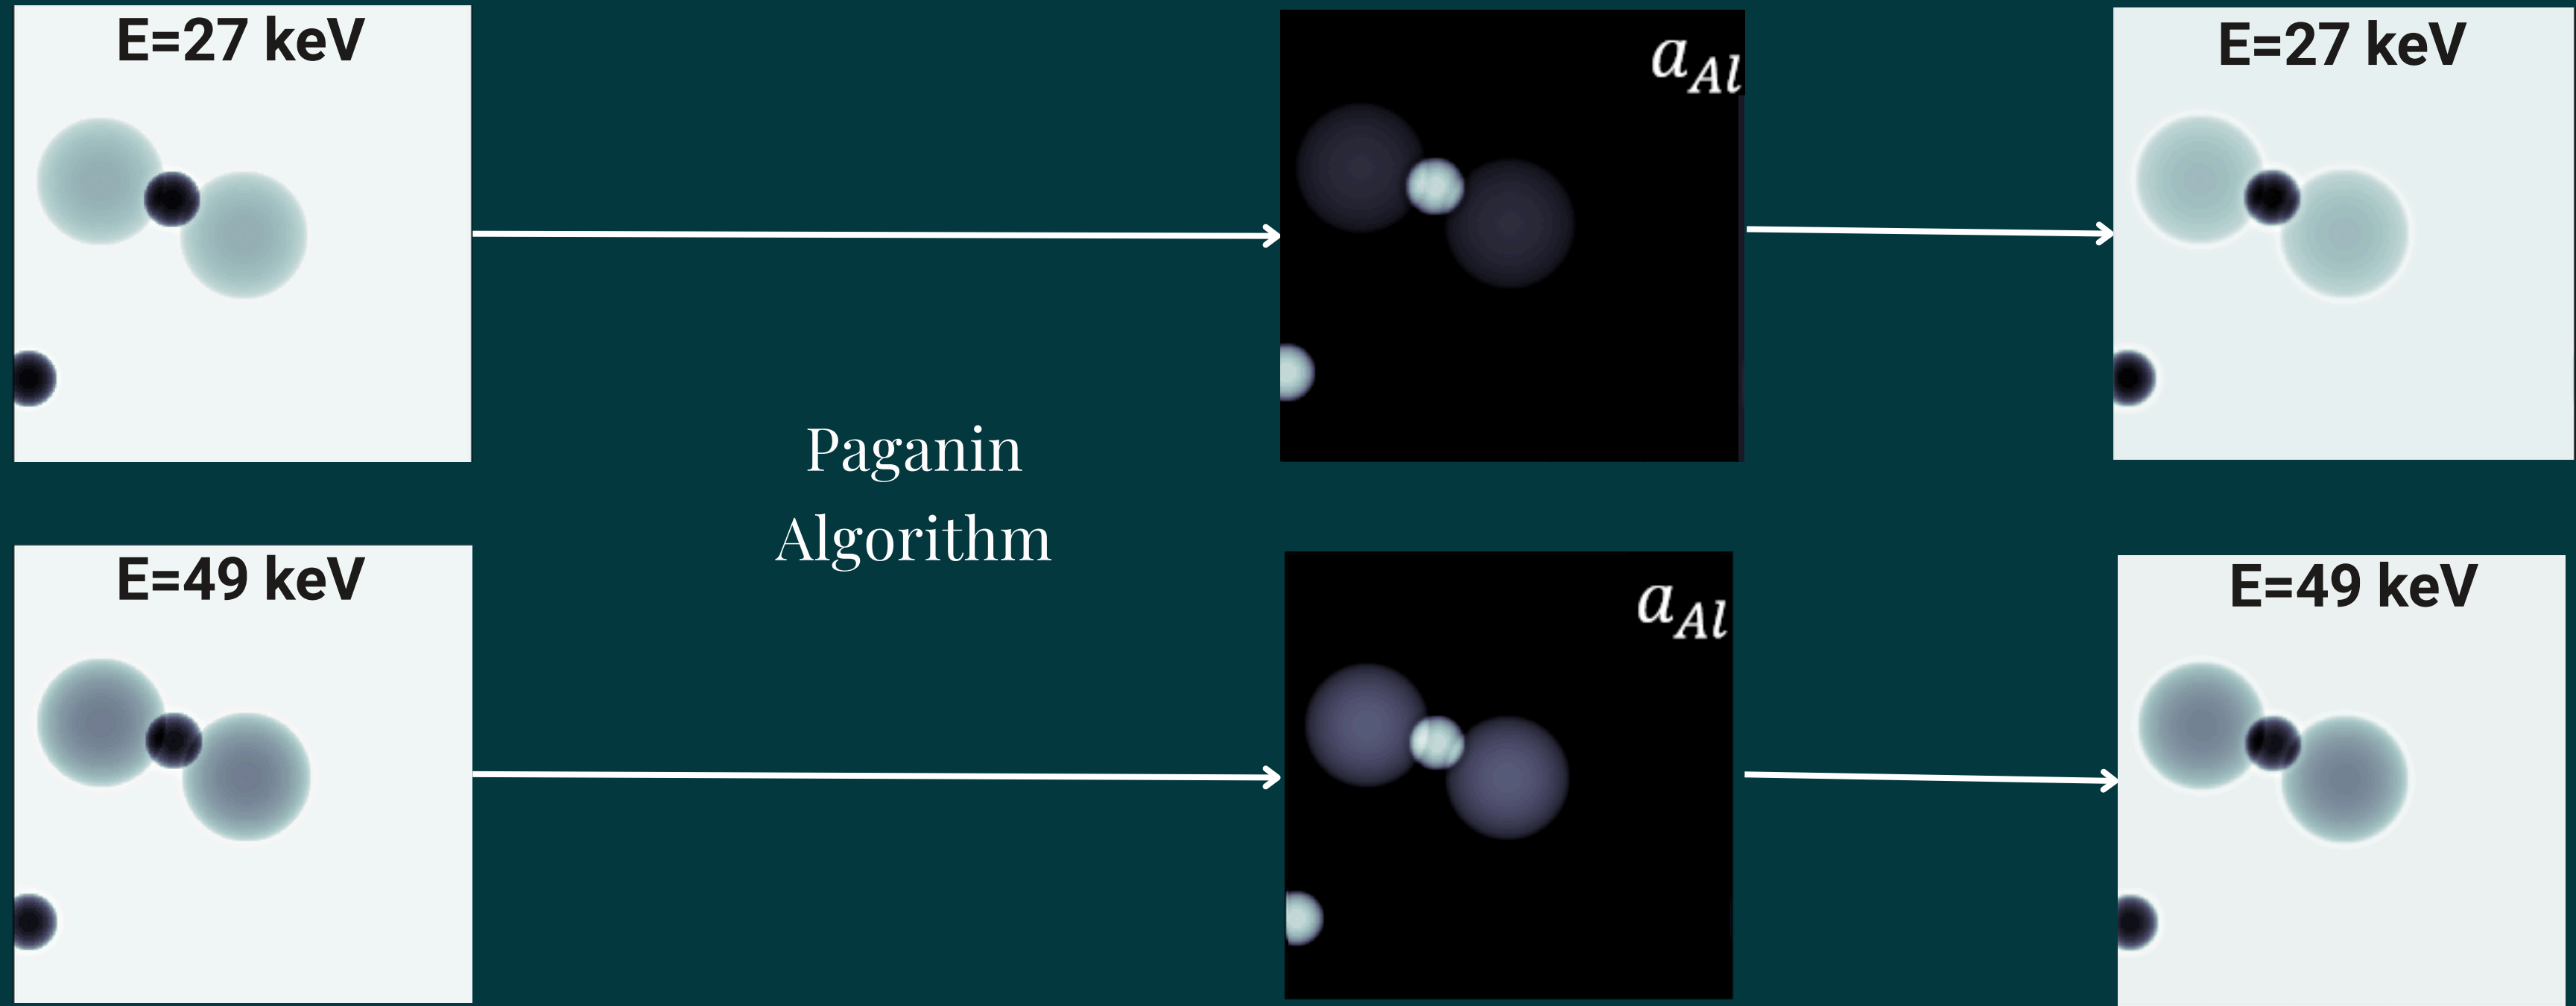 E=27 keV
a_Al
E=27 keV
Paganin
Algorithm
E=49 keV
a_Al
E=49 keV